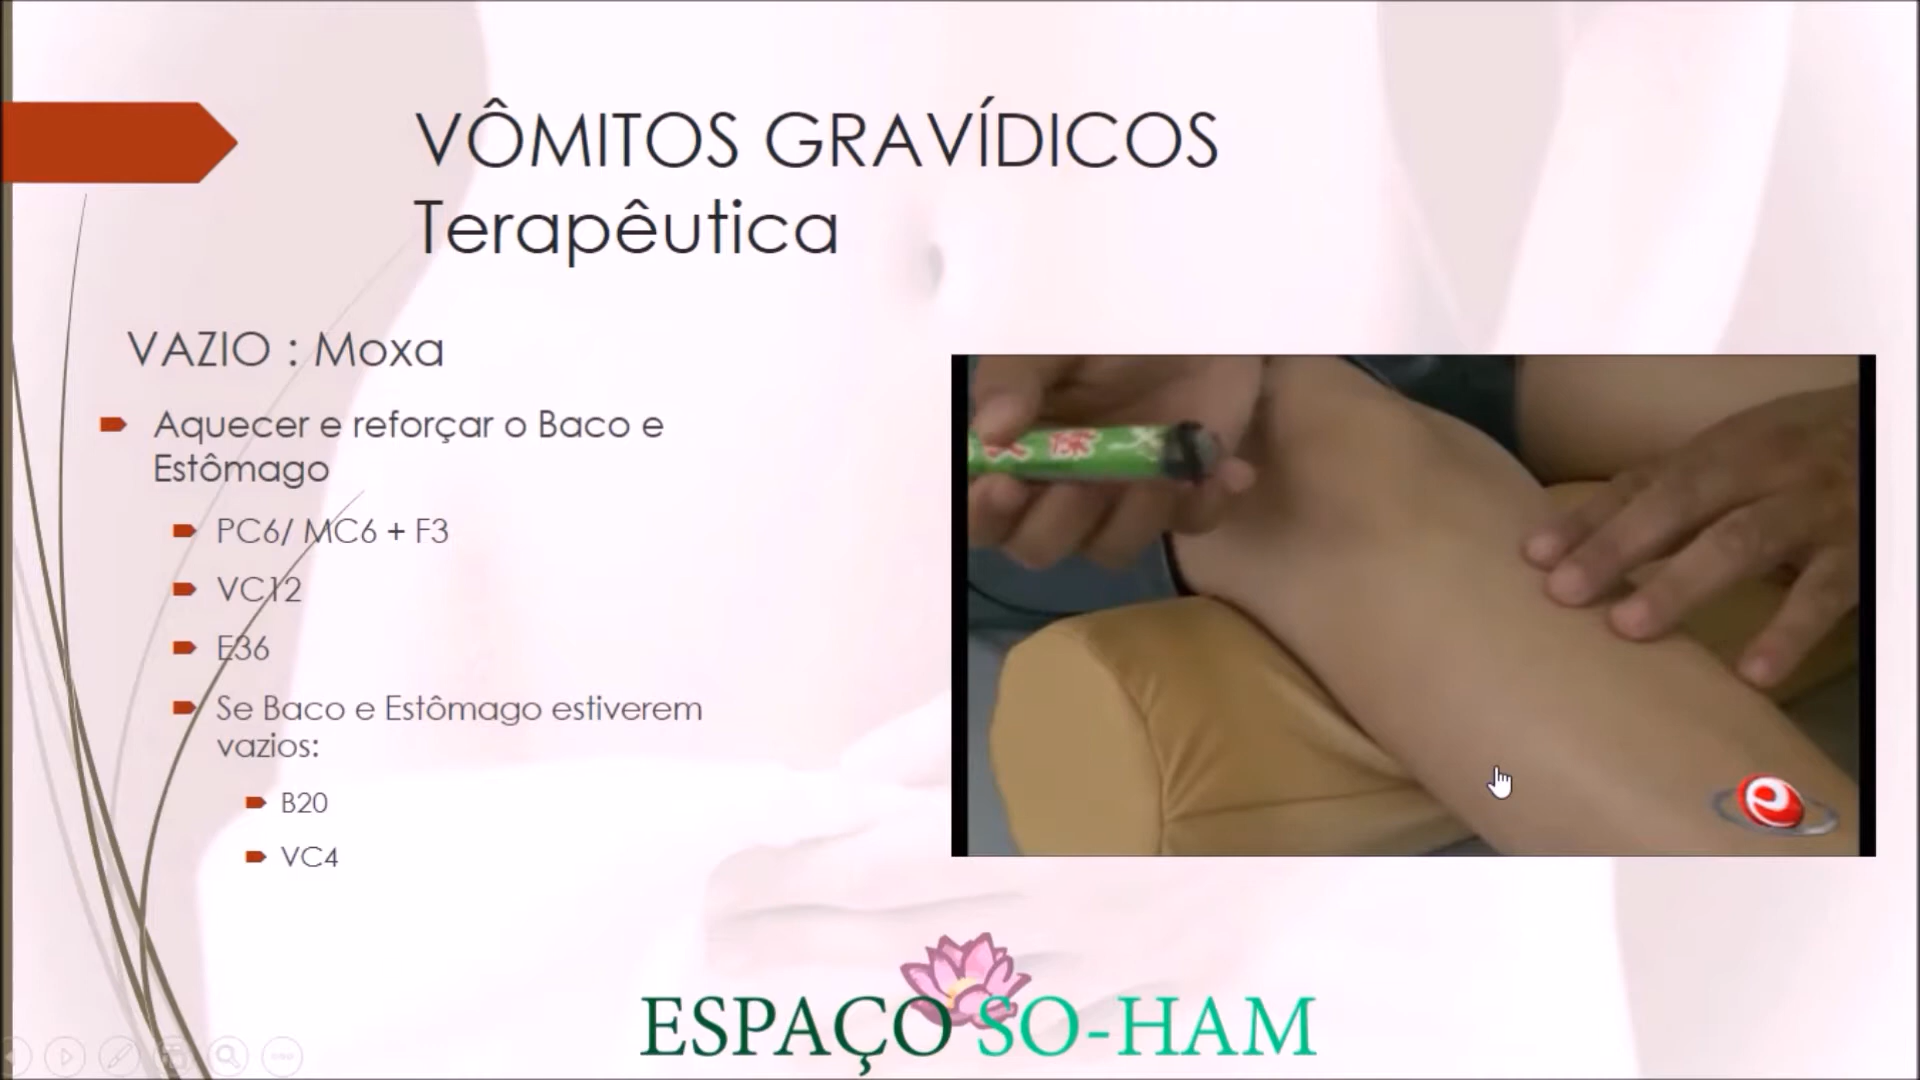 VÔMITOS GRAVÍDICOS
Terapêutica
VAZIO : Moxa
Aquecer e reforçar o Baco e
Estômago
PC6/ MC6 + F3
VC12
E36
Se Baco e Estômago estiverem
vazios:
B20
VC4
ESPAÇO SO-HAM